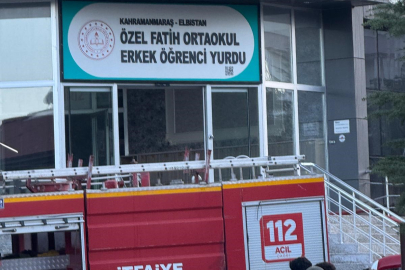 KAHRAMANMARAŞ - ELBİSTAN
ÖZEL FATİH ORTAOKUL
ERKEK ÖĞRENCİ YURDU
112
ACİL
İTFAİYE